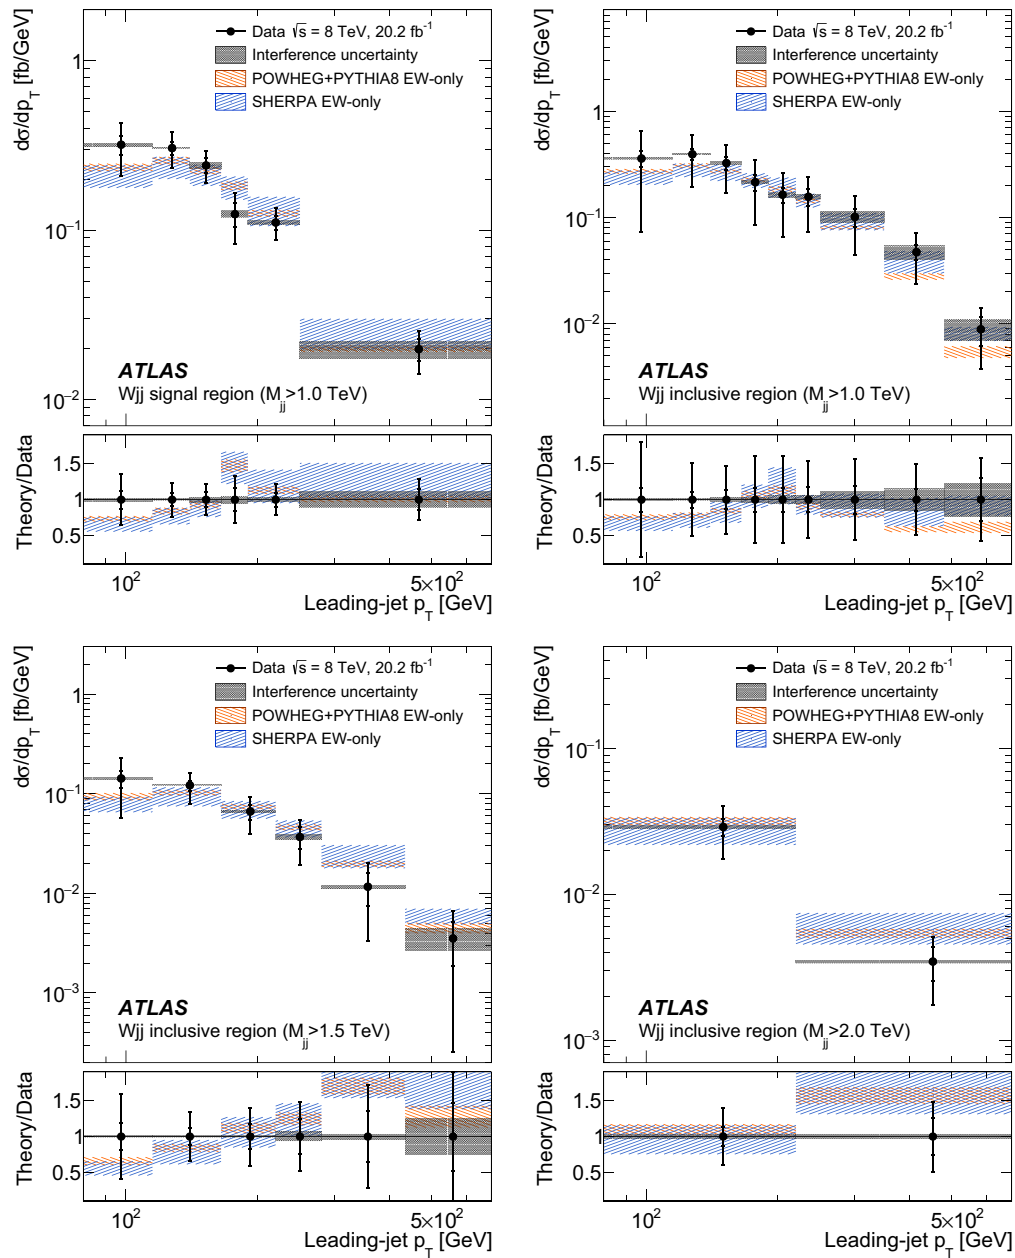 dσ/dp_T [fb/GeV]
1
10⁻¹
10⁻²
Data √s = 8 TeV, 20.2 fb⁻¹
Interference uncertainty
POWHEG+PYTHIA8 EW-only
SHERPA EW-only
ATLAS
Wjj signal region (M_jj>1.0 TeV)
Theory/Data
1.5
1
0.5
10²
5×10²
Leading-jet p_T [GeV]
dσ/dp_T [fb/GeV]
1
10⁻¹
10⁻²
Data √s = 8 TeV, 20.2 fb⁻¹
Interference uncertainty
POWHEG+PYTHIA8 EW-only
SHERPA EW-only
ATLAS
Wjj inclusive region (M_jj>1.0 TeV)
Theory/Data
1.5
1
0.5
10²
5×10²
Leading-jet p_T [GeV]
dσ/dp_T [fb/GeV]
1
10⁻¹
10⁻²
10⁻³
Data √s = 8 TeV, 20.2 fb⁻¹
Interference uncertainty
POWHEG+PYTHIA8 EW-only
SHERPA EW-only
ATLAS
Wjj inclusive region (M_jj>1.5 TeV)
Theory/Data
1.5
1
0.5
10²
5×10²
Leading-jet p_T [GeV]
dσ/dp_T [fb/GeV]
10⁻¹
10⁻²
10⁻³
Data √s = 8 TeV, 20.2 fb⁻¹
Interference uncertainty
POWHEG+PYTHIA8 EW-only
SHERPA EW-only
ATLAS
Wjj inclusive region (M_jj>2.0 TeV)
Theory/Data
1.5
1
0.5
10²
5×10²
Leading-jet p_T [GeV]